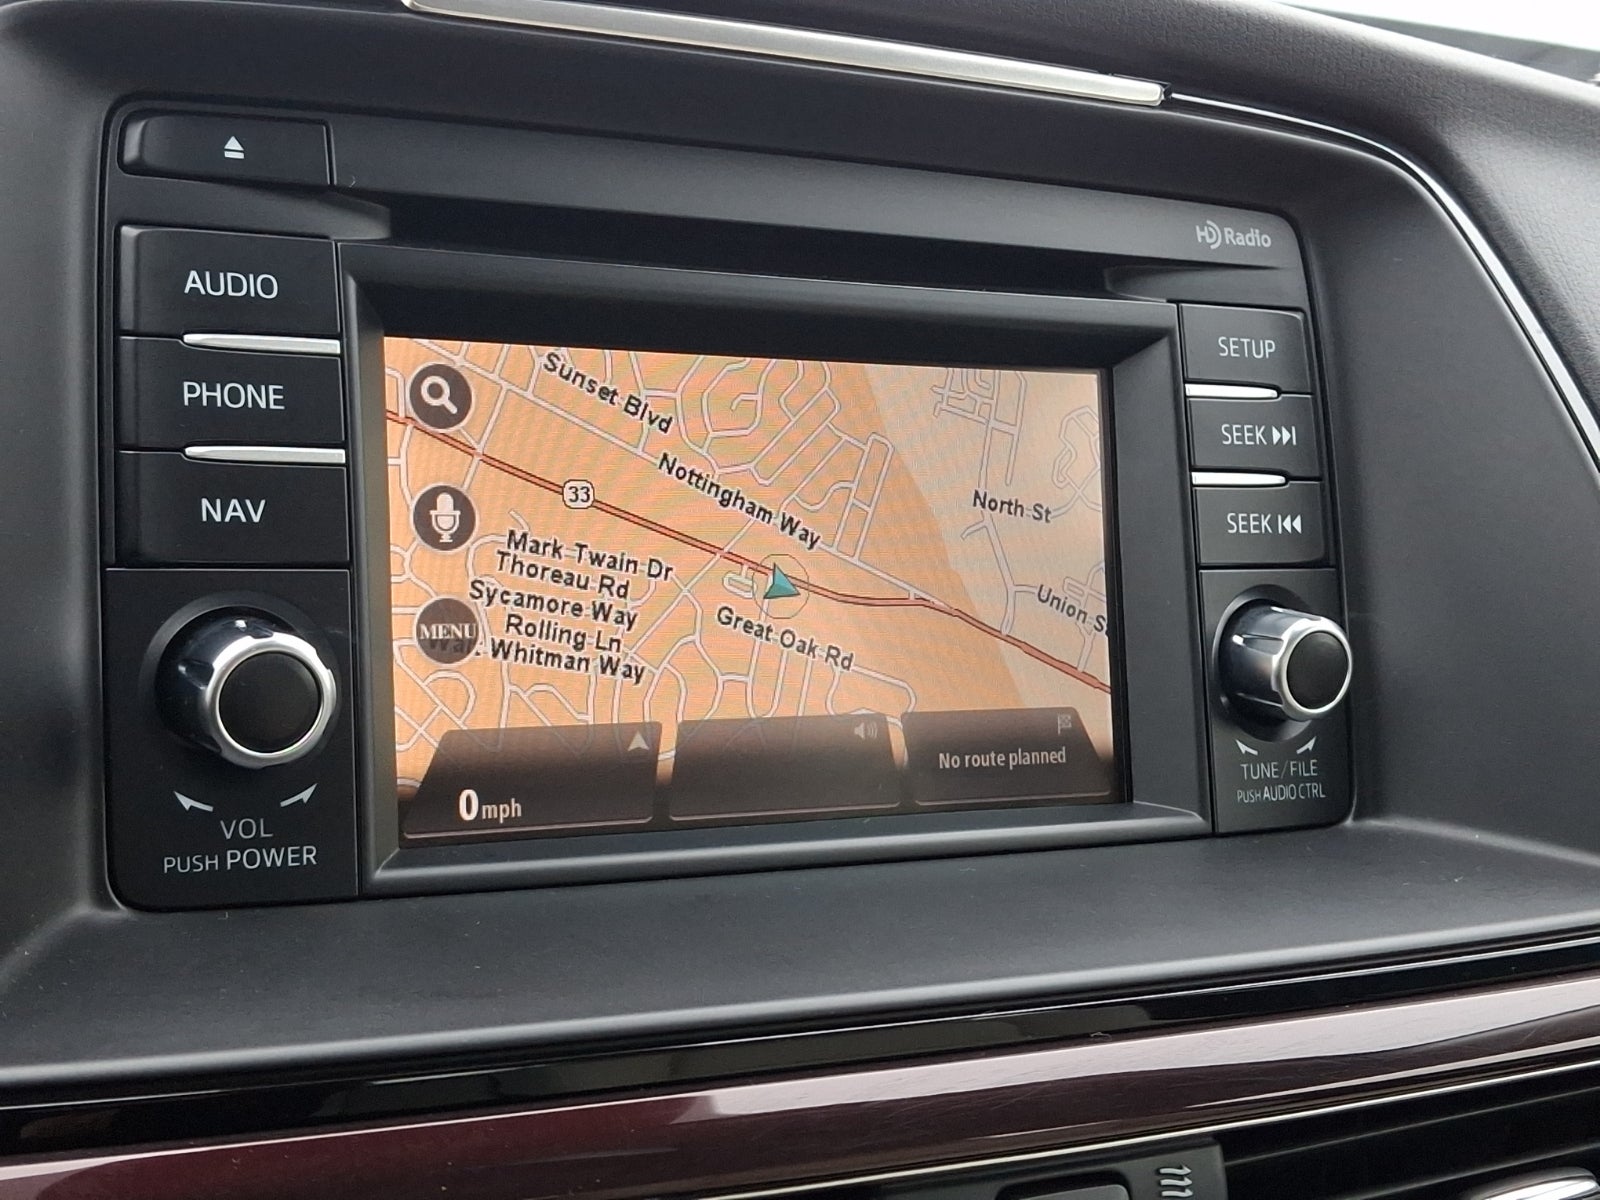 HD Radio
AUDIO
PHONE
NAV
VOL
PUSH POWER
Sunset Blvd
Nottingham Way
33
North St
Mark Twain Dr
Thoreau Rd
Sycamore Way
Rolling Ln
MENU
Whitman Way
Great Oak Rd
Union S
0 mph
No route planned
SETUP
SEEK
SEEK
TUNE/FILE
PUSH AUDIO CTRL